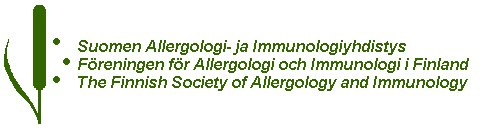 Suomen Allergologi- ja Immunologiyhdistys
Föreningen för Allergologi och Immunologi i Finland
The Finnish Society of Allergology and Immunology